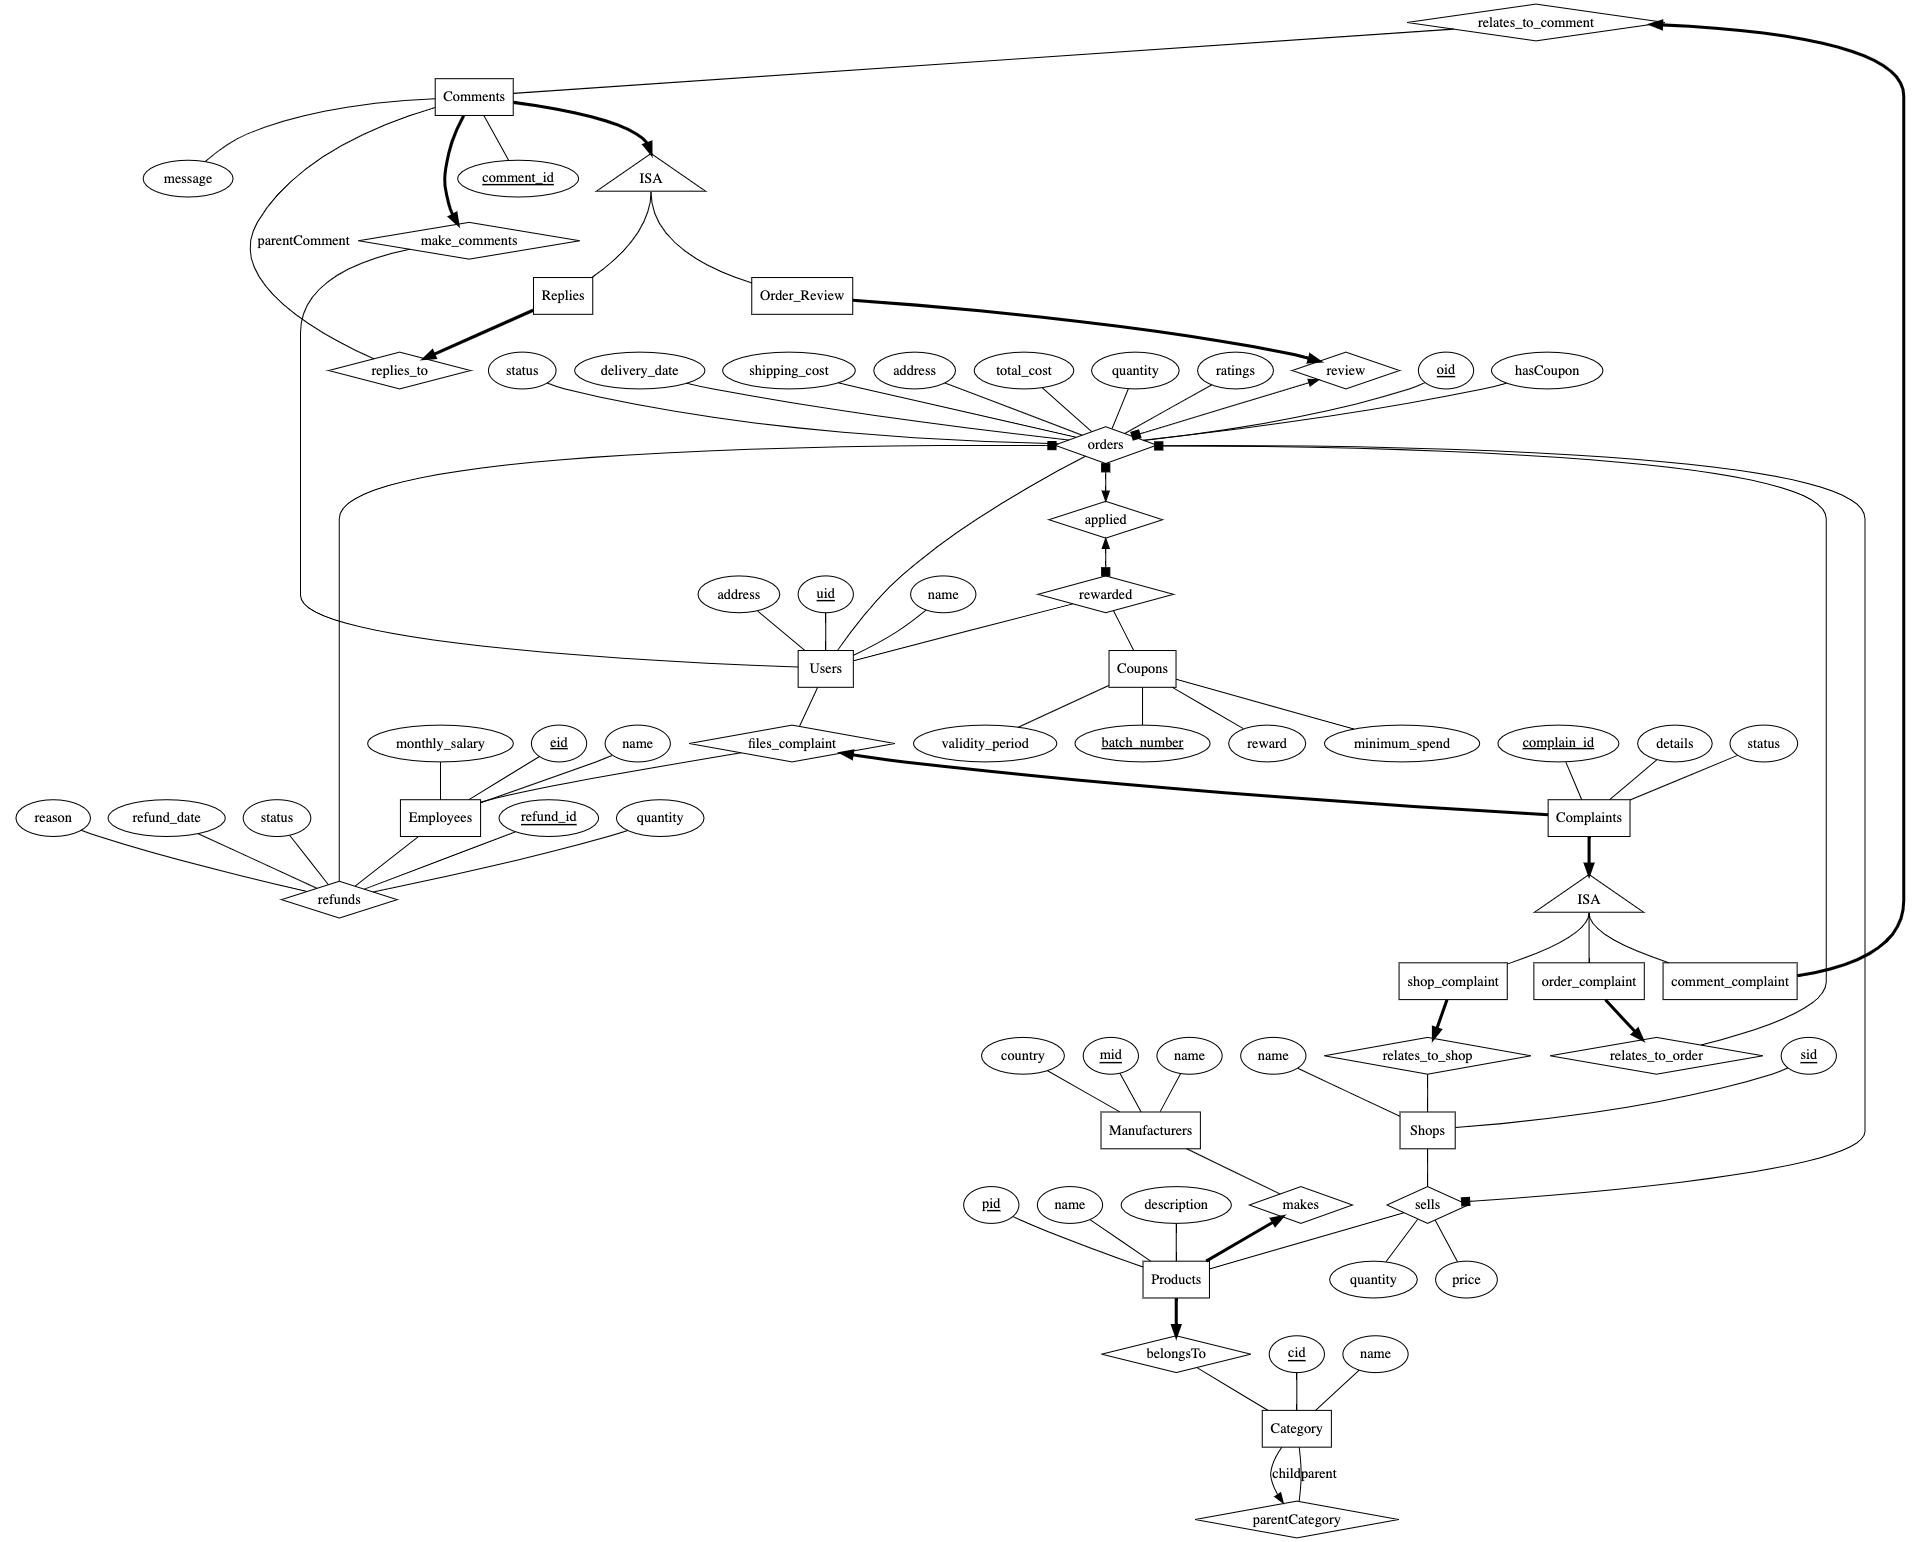 relates_to_comment
Comments
message
comment_id
ISA
parentComment
make_comments
Replies
Order_Review
replies_to
status
delivery_date
shipping_cost
address
total_cost
quantity
ratings
review
oid
hasCoupon
orders
applied
address
uid
name
rewarded
Users
Coupons
monthly_salary
eid
name
files_complaint
validity_period
batch_number
reward
minimum_spend
complain_id
details
status
reason
refund_date
status
Employees
refund_id
quantity
Complaints
refunds
ISA
shop_complaint
order_complaint
comment_complaint
country
mid
name
name
relates_to_shop
relates_to_order
sid
Manufacturers
Shops
pid
name
description
makes
sells
Products
quantity
price
belongsTo
cid
name
Category
child
parent
parentCategory